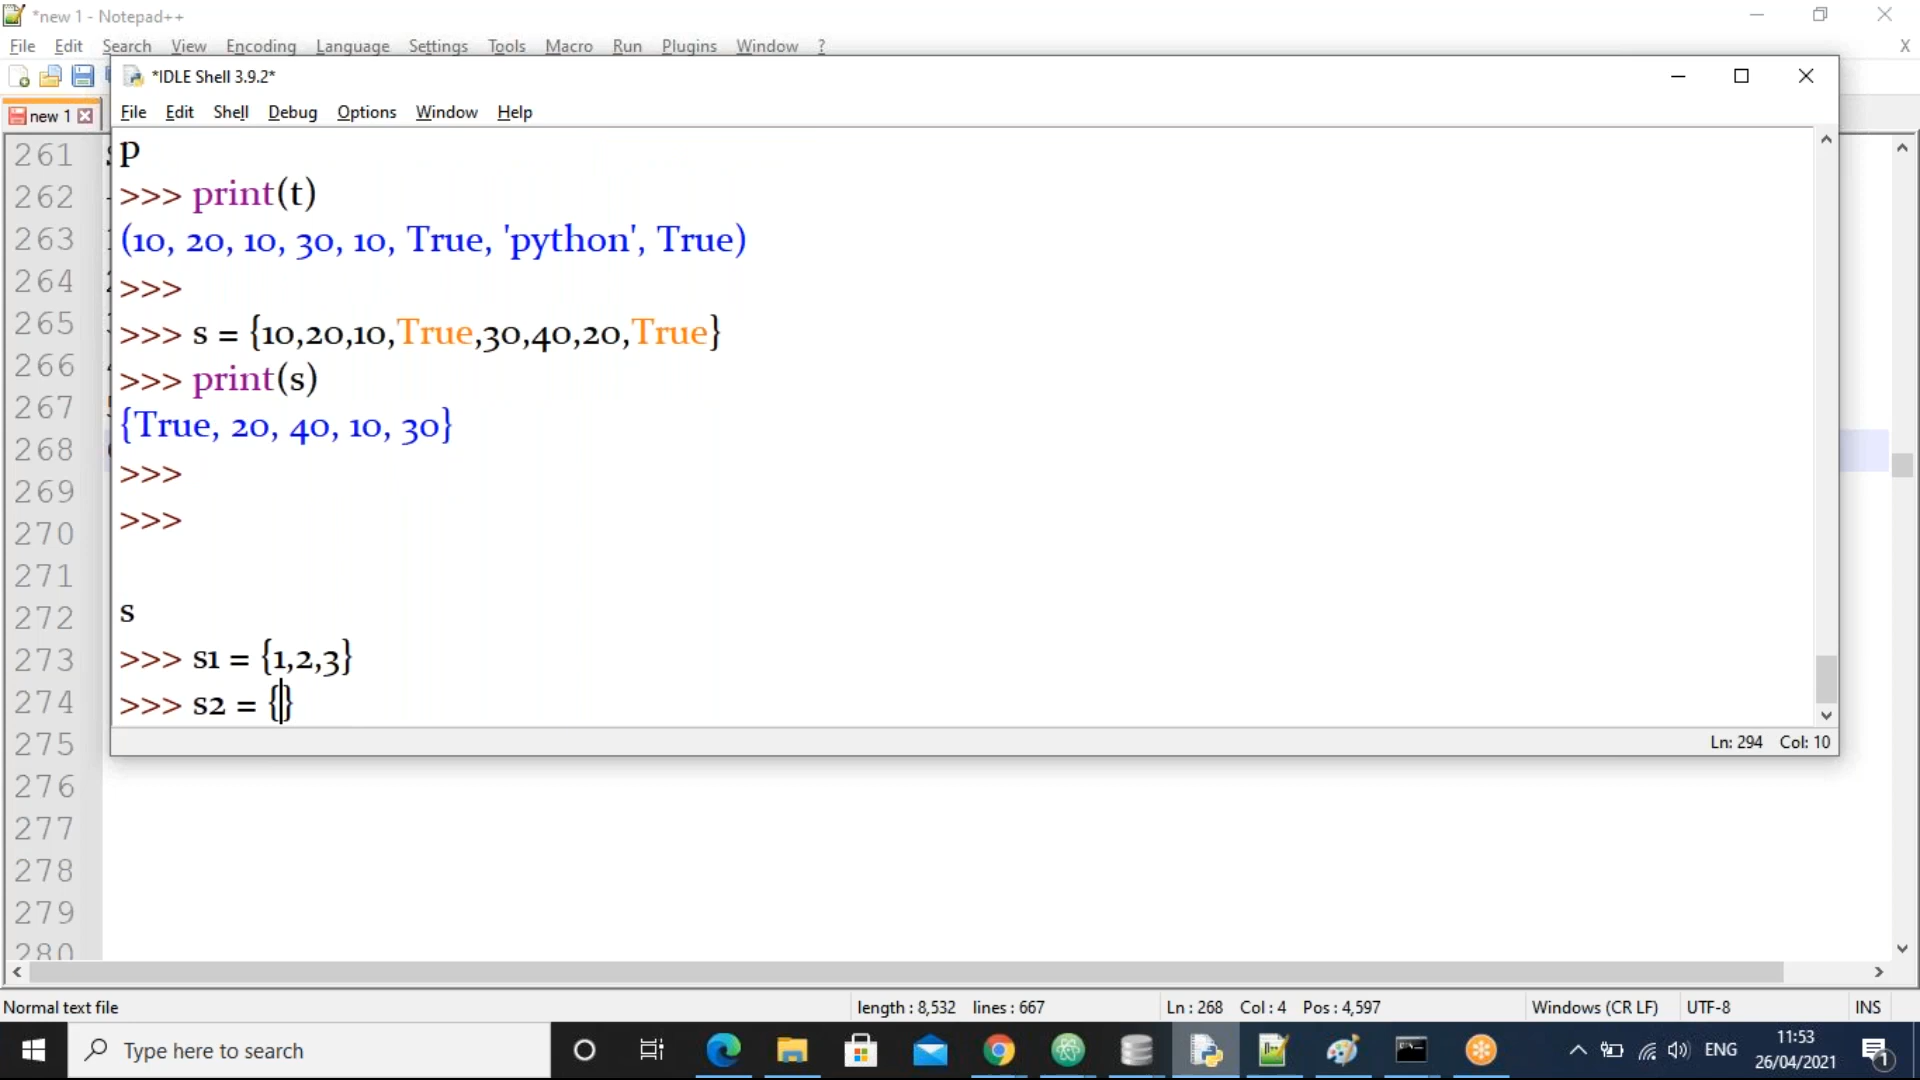 *new 1 - Notepad++
File Edit Search View Encoding Language Settings Tools Macro Run Plugins Window ?
X
*IDLE Shell 3.9.2*
new 1
File Edit Shell Debug Options Window Help
261
262
263
264
265
266
267
268
269
270
271
272
273
274
275
276
277
278
279
280
p
>>> print(t)
(10, 20, 10, 30, 10, True, 'python', True)
>>>
>>> s = {10,20,10,True,30,40,20,True}
>>> print(s)
{True, 20, 40, 10, 30}
>>>
>>>
s
>>> s1 = {1,2,3}
>>> s2 = {}
Ln: 294 Col: 10
Normal text file length : 8,532 lines : 667 Ln : 268 Col : 4 Pos : 4,597 Windows (CR LF) UTF-8 INS
Type here to search
ENG
11:53
26/04/2021
1